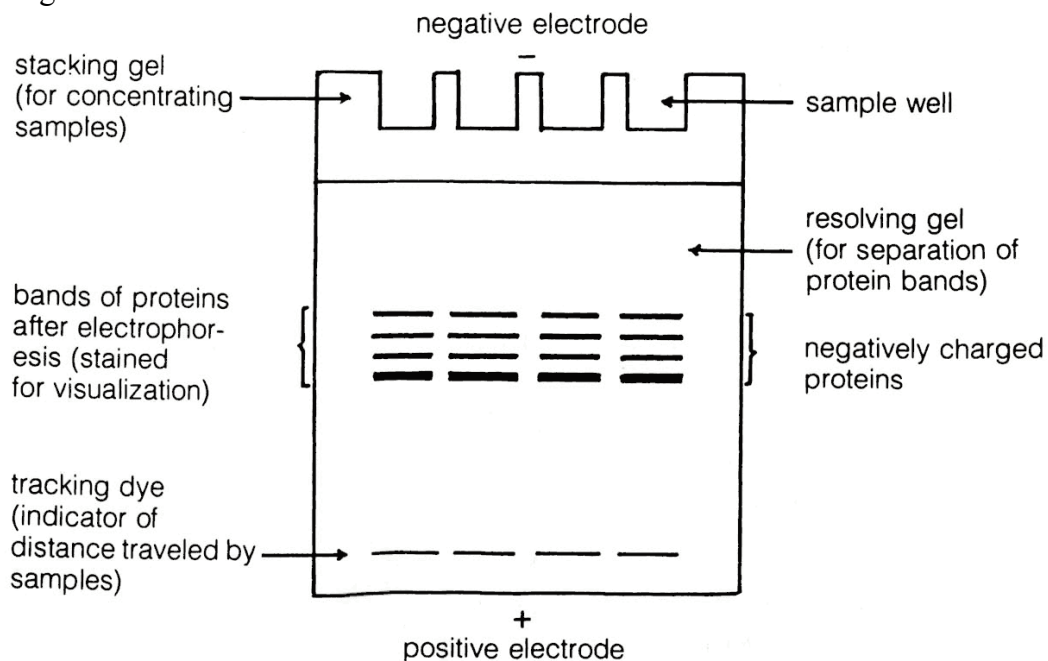 negative electrode
−
stacking gel
(for concentrating
samples)
sample well
resolving gel
(for separation of
protein bands)
bands of proteins
after electrophor-
esis (stained
for visualization)
negatively charged
proteins
tracking dye
(indicator of
distance traveled by
samples)
+
positive electrode